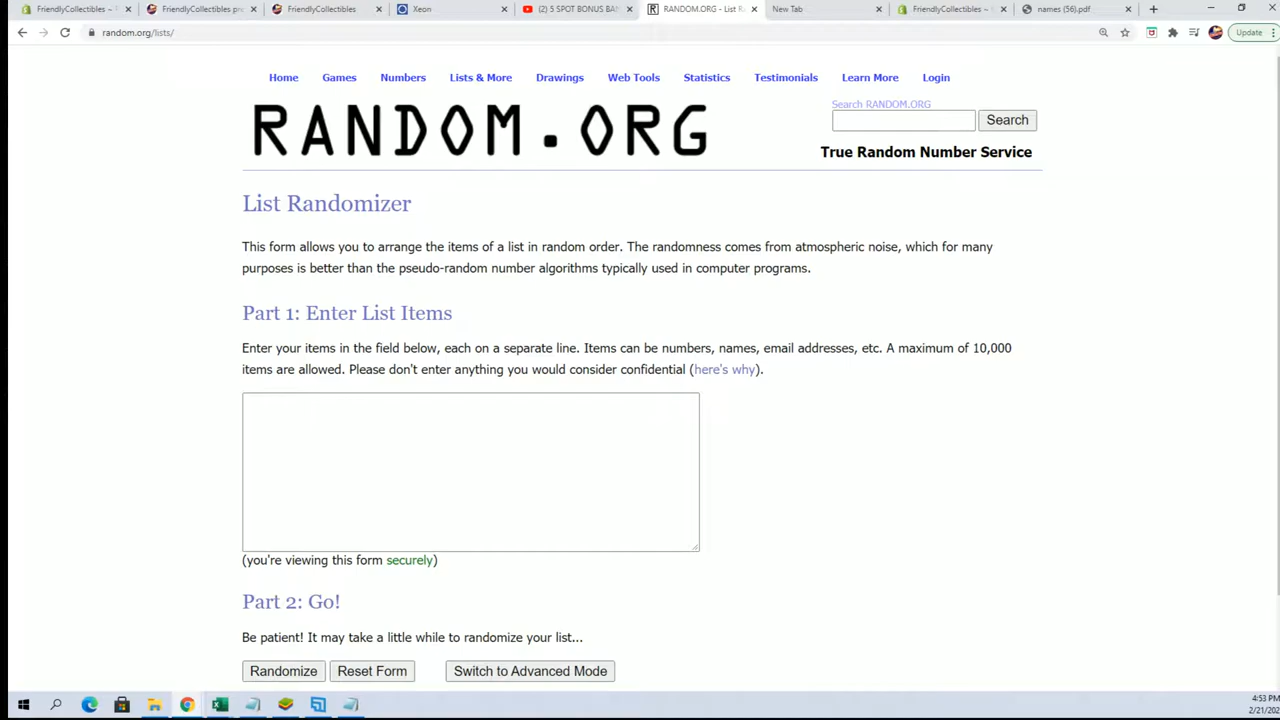 FriendlyCollectibles – FriendlyCollectibles FriendlyCollectibles Xeon (2) 5 SPOT BONUS BA RANDOM.ORG - List R New Tab FriendlyCollectibles – names (56).pdf
random.org/lists/ Update
Home Games Numbers Lists & More Drawings Web Tools Statistics Testimonials Learn More Login
RANDOM.ORG
Search RANDOM.ORG
Search
True Random Number Service
List Randomizer
This form allows you to arrange the items of a list in random order. The randomness comes from atmospheric noise, which for many
purposes is better than the pseudo-random number algorithms typically used in computer programs.
Part 1: Enter List Items
Enter your items in the field below, each on a separate line. Items can be numbers, names, email addresses, etc. A maximum of 10,000
items are allowed. Please don't enter anything you would consider confidential (here's why).
(you're viewing this form securely)
Part 2: Go!
Be patient! It may take a little while to randomize your list...
Randomize Reset Form Switch to Advanced Mode
4:53 PM
2/21/202